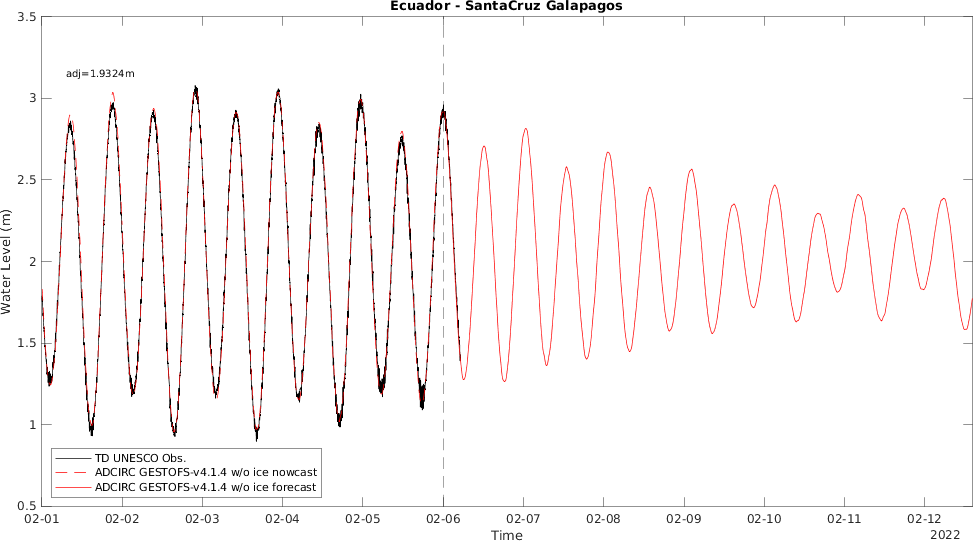 Ecuador - SantaCruz Galapagos
3.5
adj=1.9324m
3
2.5
Water Level (m)
2
1.5
1
TD UNESCO Obs.
ADCIRC GESTOFS-v4.1.4 w/o ice nowcast
ADCIRC GESTOFS-v4.1.4 w/o ice forecast
0.5
02-01 02-02 02-03 02-04 02-05 02-06 02-07 02-08 02-09 02-10 02-11 02-12
Time
2022